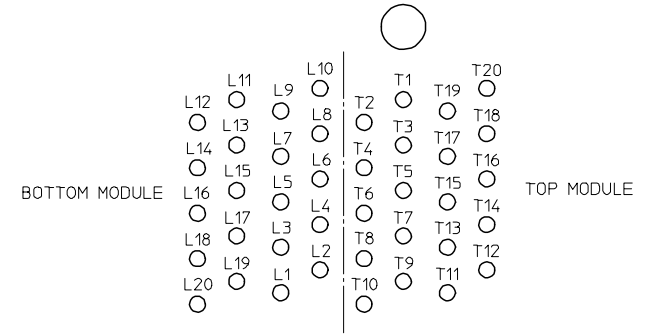 L10 T20
L11 T1
L9 T19
L12 T2
L8 T18
L13 T3
L7 T17
L14 T4
L6 T16
L15 T5
BOTTOM MODULE L5 T15 TOP MODULE
L16 T6
L4 T14
L17 T7
L3 T13
L18 T8
L2 T12
L19 T9
L1 T11
L20 T10